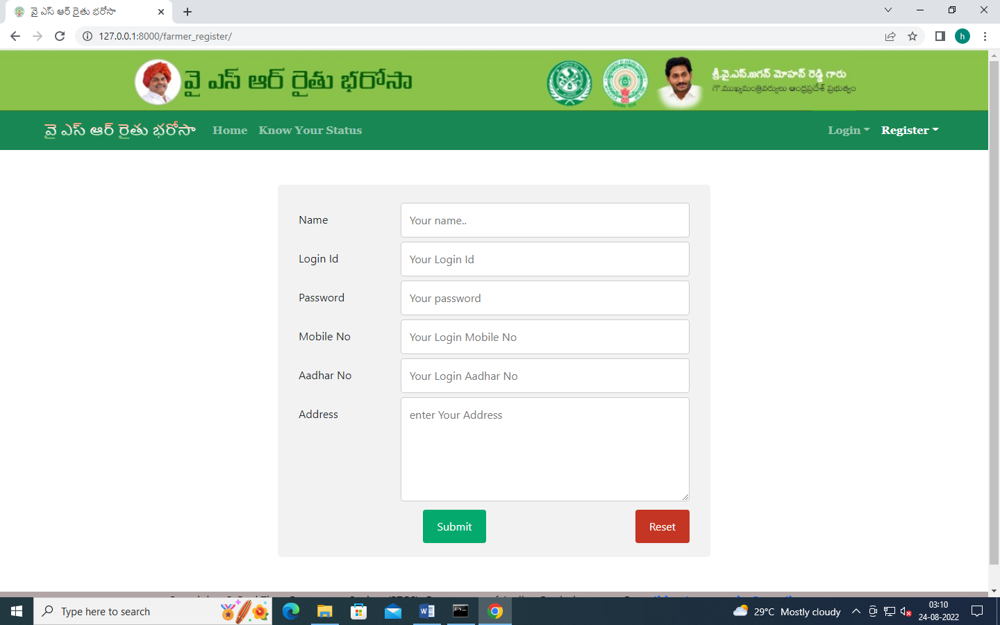 వై ఎస్ ఆర్ రైతు భరోసా
127.0.0.1:8000/farmer_register/
h
వై ఎస్ ఆర్ రైతు భరోసా
శ్రీ.వై.ఎస్.జగన్ మోహన్ రెడ్డి గారు
గౌ.ముఖ్యమంత్రివర్యులు ఆంధ్రప్రదేశ్ ప్రభుత్వం
వై ఎస్ ఆర్ రైతు భరోసా Home Know Your Status Login Register
Name Your name..
Login Id Your Login Id
Password Your password
Mobile No Your Login Mobile No
Aadhar No Your Login Aadhar No
Address enter Your Address
Submit Reset
Type here to search
29°C Mostly cloudy
03:10
24-08-2022